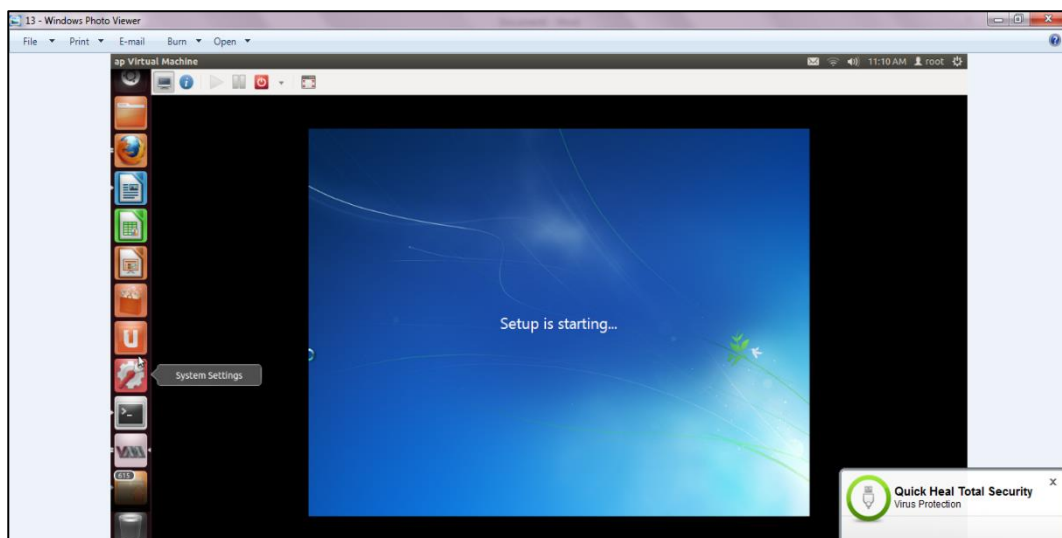 13 - Windows Photo Viewer
File Print E-mail Burn Open
ap Virtual Machine
11:10 AM root
Setup is starting...
System Settings
615
Quick Heal Total Security
Virus Protection